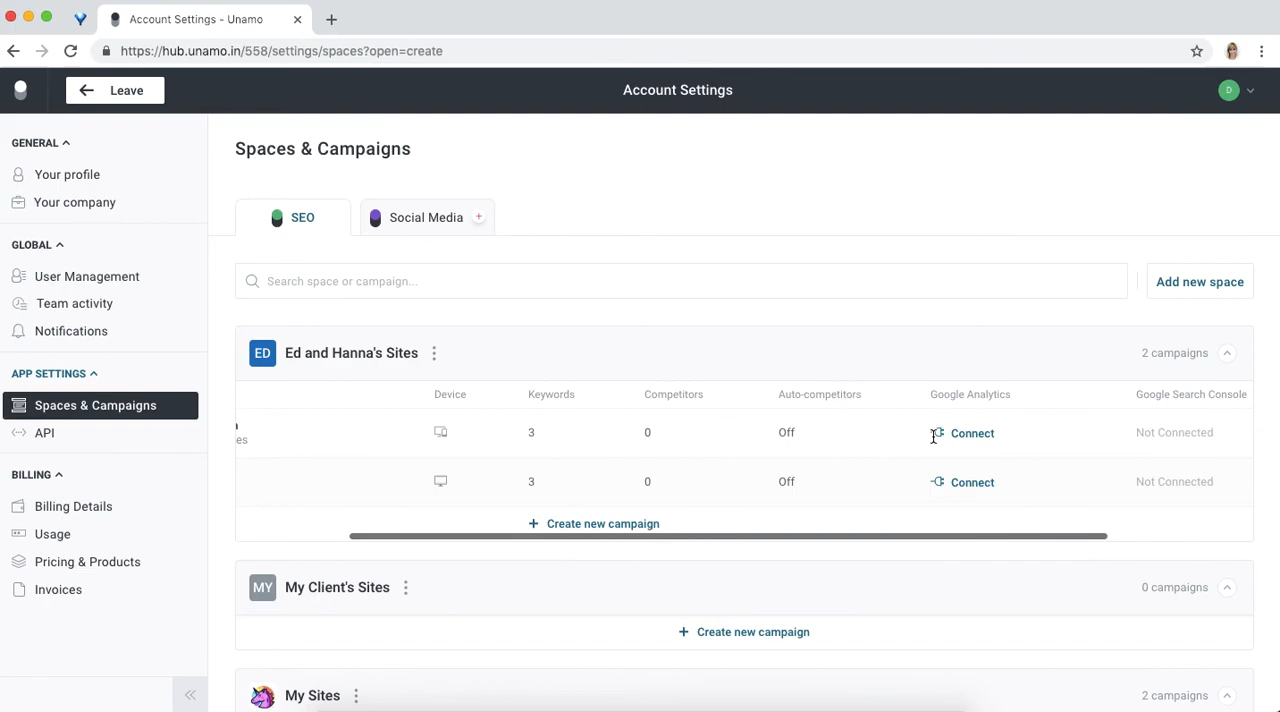 Account Settings - Unamo
https://hub.unamo.in/558/settings/spaces?open=create
Leave
Account Settings
D
GENERAL
Your profile
Your company
GLOBAL
User Management
Team activity
Notifications
APP SETTINGS
Spaces & Campaigns
API
BILLING
Billing Details
Usage
Pricing & Products
Invoices
Spaces & Campaigns
SEO
Social Media +
Search space or campaign...
Add new space
ED Ed and Hanna's Sites 2 campaigns
Device Keywords Competitors Auto-competitors Google Analytics Google Search Console
3 0 Off Connect Not Connected
es
3 0 Off Connect Not Connected
+ Create new campaign
MY My Client's Sites 0 campaigns
+ Create new campaign
My Sites 2 campaigns